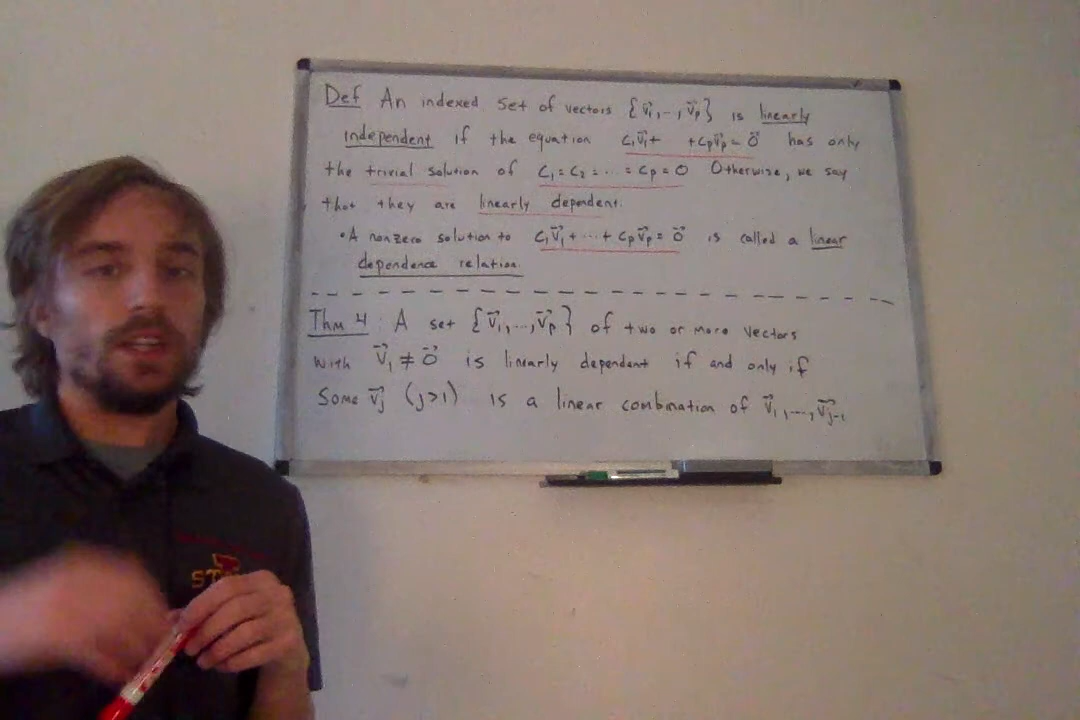 Def An indexed set of vectors {v⃗₁, ..., v⃗ₚ} is linearly
independent if the equation c₁v⃗₁+ +cₚv⃗ₚ = 0⃗ has only
the trivial solution of c₁ = c₂ = ... = cₚ = 0 Otherwise, we say
that they are linearly dependent.
• A nonzero solution to c₁v⃗₁ + ... + cₚv⃗ₚ = 0⃗ is called a linear
dependence relation.
Thm 4: A set {v⃗₁, ..., v⃗ₚ} of two or more vectors
with v⃗₁ ≠ 0⃗ is linearly dependent if and only if
some v⃗ⱼ (j>1) is a linear combination of v⃗₁, ..., v⃗ⱼ₋₁